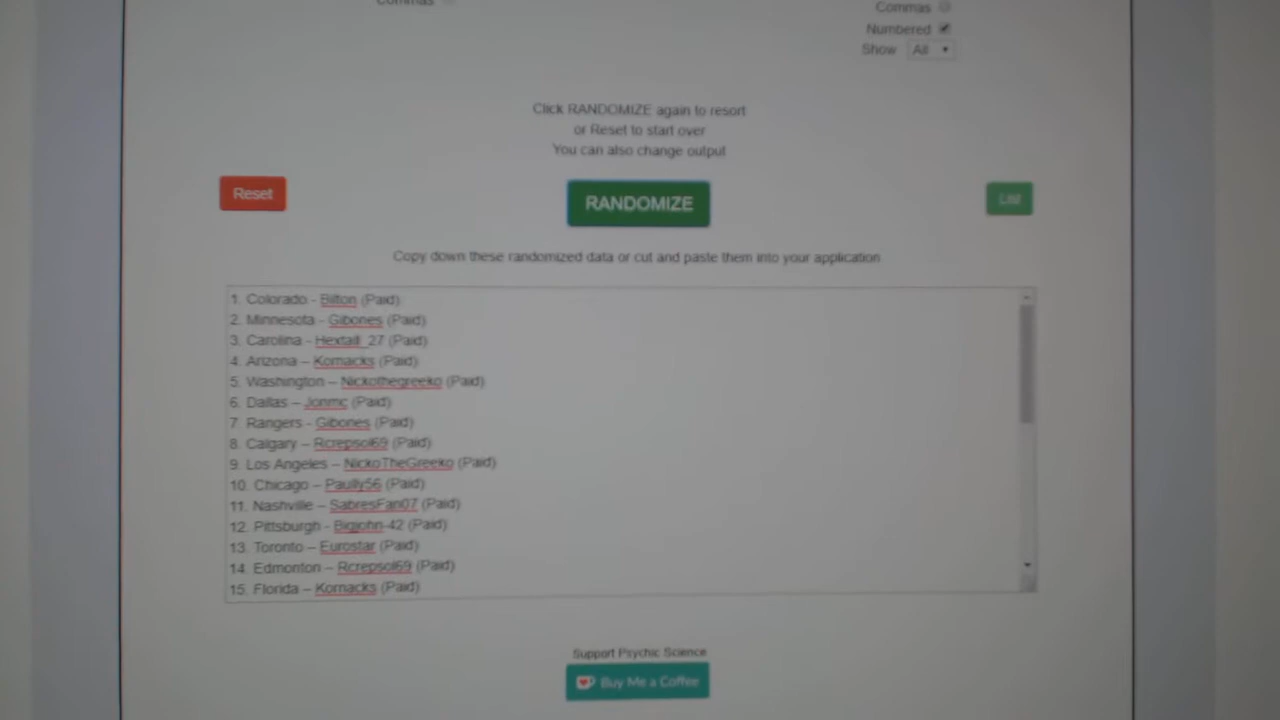 Commas
Commas
Numbered
Show All
Click RANDOMIZE again to resort
or Reset to start over
You can also change output
Reset
RANDOMIZE
List
Copy down these randomized data or cut and paste them into your application
1. Colorado - Bilton (Paid)
2. Minnesota - Gibones (Paid)
3. Carolina - Hextall_27 (Paid)
4. Arizona – Komacks (Paid)
5. Washington – Nickothegreeko (Paid)
6. Dallas – Jonmc (Paid)
7. Rangers - Gibones (Paid)
8. Calgary – Rcrepsol69 (Paid)
9. Los Angeles – NickoTheGreeko (Paid)
10. Chicago – Paully56 (Paid)
11. Nashville – SabresFan07 (Paid)
12. Pittsburgh - Bigjohn-42 (Paid)
13. Toronto – Eurostar (Paid)
14. Edmonton – Rcrepsol69 (Paid)
15. Florida – Komacks (Paid)
Support Psychic Science
Buy Me a Coffee